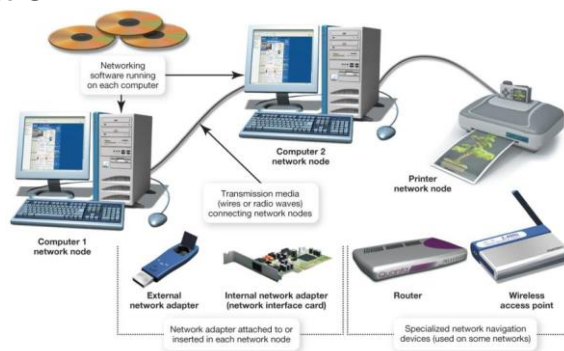 Networking
software running
on each computer
Computer 2
network node
Printer
network node
Transmission media
(wires or radio waves)
connecting network nodes
Computer 1
network node
External
network adapter
Internal network adapter
(network interface card)
Router
Wireless
access point
Network adapter attached to or
inserted in each network node
Specialized network navigation
devices (used on some networks)